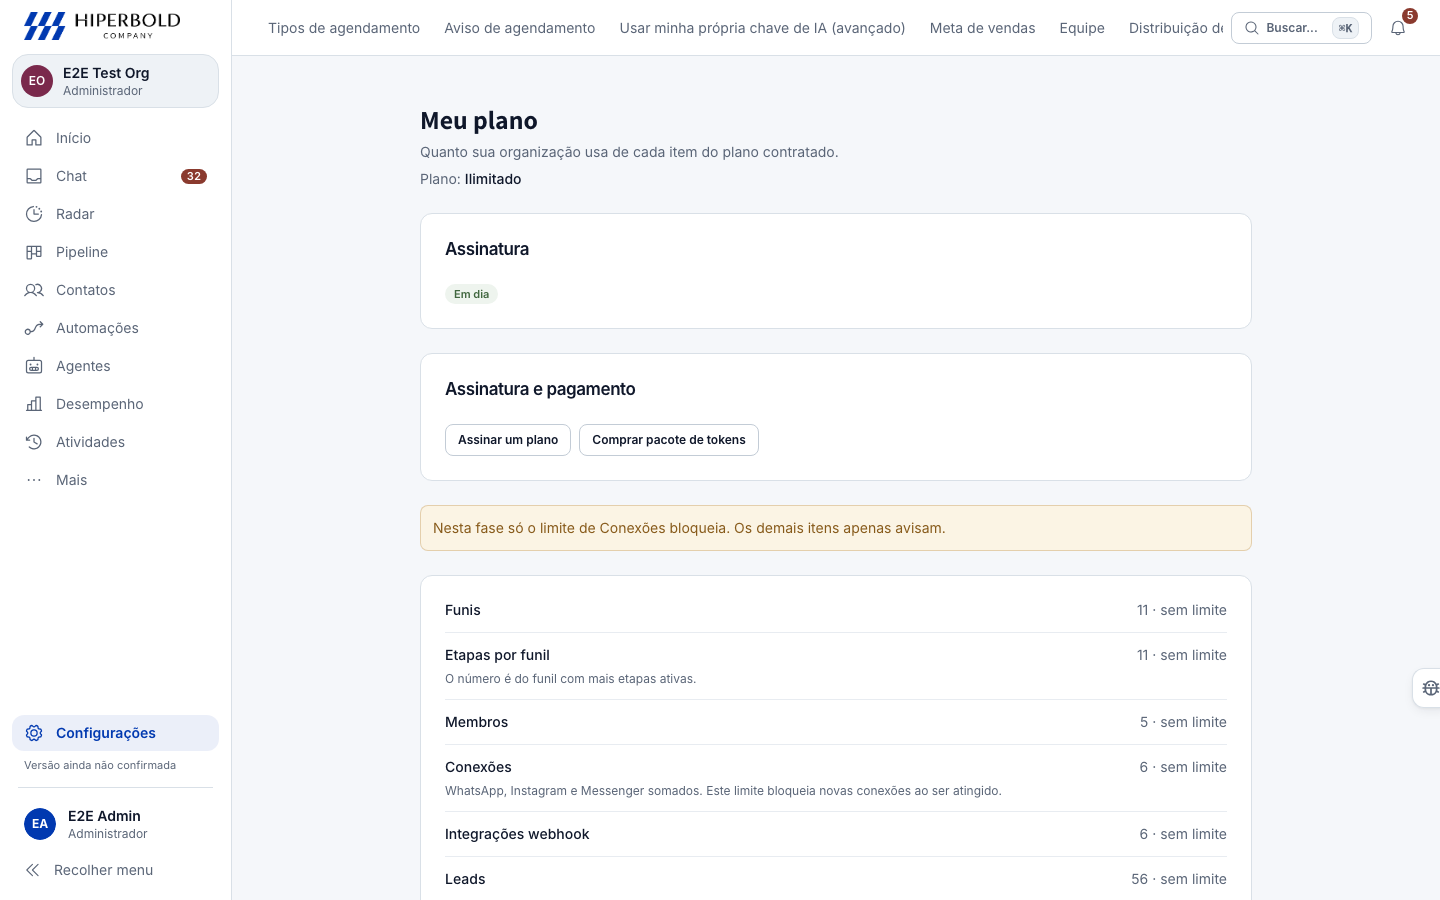 HIPERBOLD
COMPANY
EO
E2E Test Org
Administrador
Início
Chat
32
Radar
Pipeline
Contatos
Automações
Agentes
Desempenho
Atividades
Mais
Configurações
Versão ainda não confirmada
EA
E2E Admin
Administrador
Recolher menu
Tipos de agendamento
Aviso de agendamento
Usar minha própria chave de IA (avançado)
Meta de vendas
Equipe
Distribuição de
Buscar...
⌘K
5
Meu plano
Quanto sua organização usa de cada item do plano contratado.
Plano: Ilimitado
Assinatura
Em dia
Assinatura e pagamento
Assinar um plano
Comprar pacote de tokens
Nesta fase só o limite de Conexões bloqueia. Os demais itens apenas avisam.
Funis
11 · sem limite
Etapas por funil
11 · sem limite
O número é do funil com mais etapas ativas.
Membros
5 · sem limite
Conexões
6 · sem limite
WhatsApp, Instagram e Messenger somados. Este limite bloqueia novas conexões ao ser atingido.
Integrações webhook
6 · sem limite
Leads
56 · sem limite